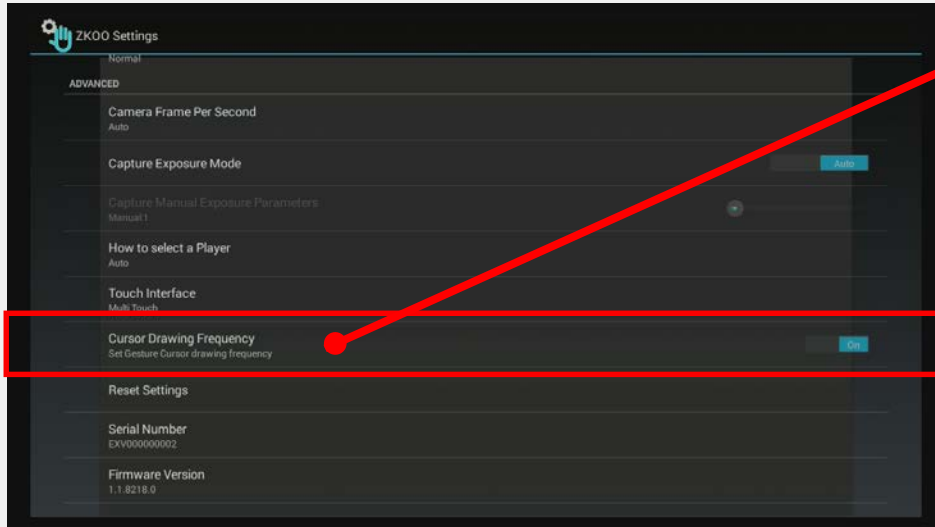 ZKOO Settings
Normal
ADVANCED
Camera Frame Per Second
Auto
Capture Exposure Mode
Auto
Capture Manual Exposure Parameters
Manual 1
How to select a Player
Auto
Touch Interface
Multi Touch
Cursor Drawing Frequency
Set Gesture Cursor drawing frequency
On
Reset Settings
Serial Number
EXV000000002
Firmware Version
1.1.8218.0